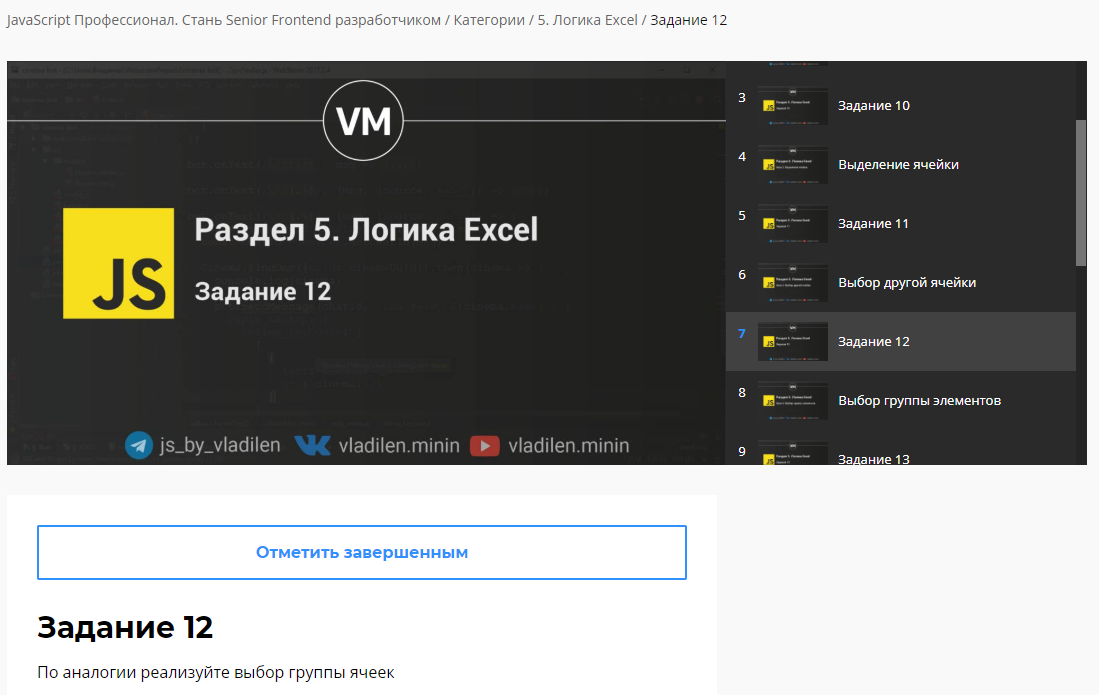 JavaScript Профессионал. Стань Senior Frontend разработчиком / Категории / 5. Логика Excel / Задание 12
VM
JS
Раздел 5. Логика Excel
Задание 12
js_by_vladilen vladilen.minin vladilen.minin
3 Задание 10
4 Выделение ячейки
5 Задание 11
6 Выбор другой ячейки
7 Задание 12
8 Выбор группы элементов
9 Задание 13
Отметить завершенным
Задание 12
По аналогии реализуйте выбор группы ячеек